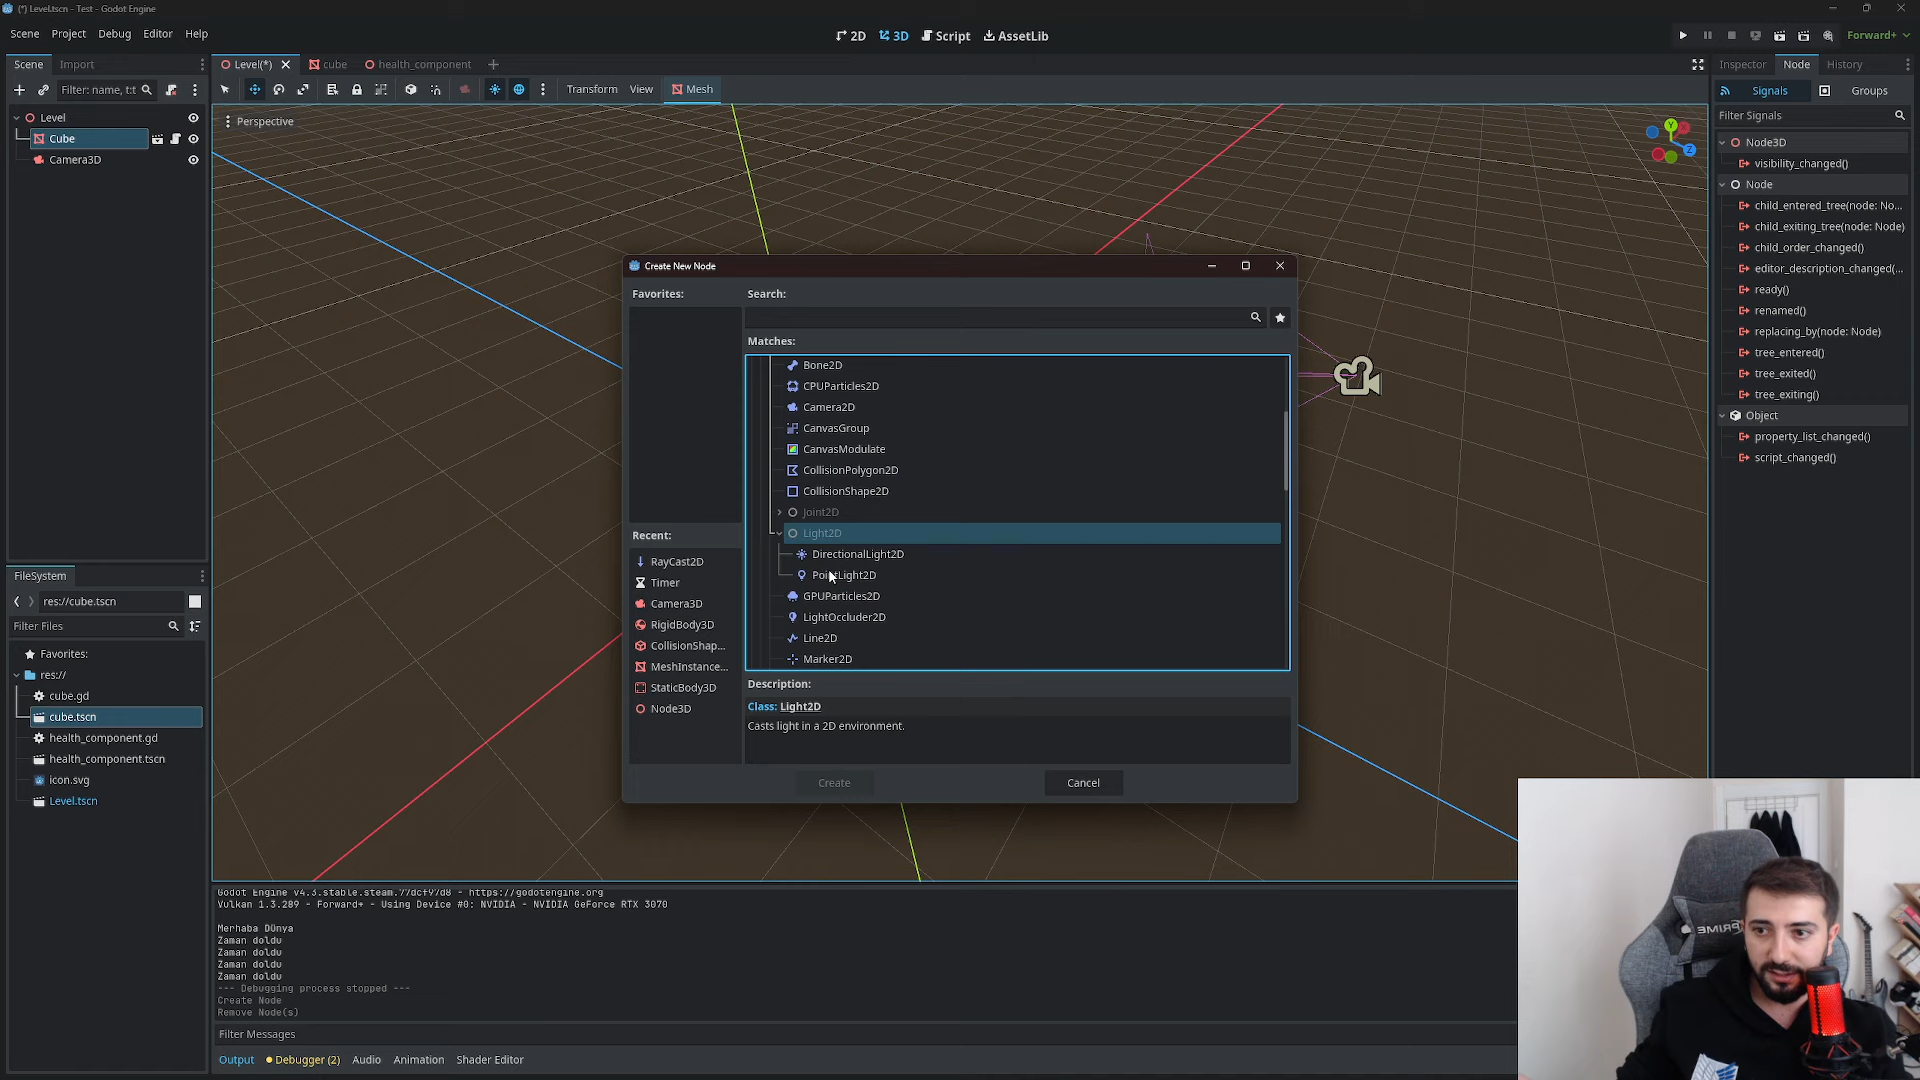 (*) Level.tscn - Test - Godot Engine
Scene Project Debug Editor Help
2D 3D Script AssetLib
Forward+
Scene Import
Level(*) cube health_component
Inspector Node History
Filter: name, t:t
Transform View Mesh
Signals Groups
Filter Signals
Perspective
Level
Cube
Camera3D
Node3D
visibility_changed()
Node
child_entered_tree(node: No...
child_exiting_tree(node: Node)
child_order_changed()
editor_description_changed(...
ready()
renamed()
replacing_by(node: Node)
tree_entered()
tree_exited()
tree_exiting()
Object
property_list_changed()
script_changed()
Y
Z
Create New Node
Favorites:
Search:
Matches:
Bone2D
CPUParticles2D
Camera2D
CanvasGroup
CanvasModulate
CollisionPolygon2D
CollisionShape2D
Joint2D
Light2D
DirectionalLight2D
PointLight2D
GPUParticles2D
LightOccluder2D
Line2D
Marker2D
Recent:
RayCast2D
Timer
Camera3D
RigidBody3D
CollisionShap...
MeshInstance...
StaticBody3D
Node3D
Description:
Class: Light2D
Casts light in a 2D environment.
Create Cancel
FileSystem
res://cube.tscn
Filter Files
Favorites:
res://
cube.gd
cube.tscn
health_component.gd
health_component.tscn
icon.svg
Level.tscn
Godot Engine v4.3.stable.steam.77dcf97d8 - https://godotengine.org
Vulkan 1.3.289 - Forward+ - Using Device #0: NVIDIA - NVIDIA GeForce RTX 3070
Merhaba DÜnya
Zaman doldu
Zaman doldu
Zaman doldu
Zaman doldu
--- Debugging process stopped ---
Create Node
Remove Node(s)
Filter Messages
Output Debugger (2) Audio Animation Shader Editor
PRIME